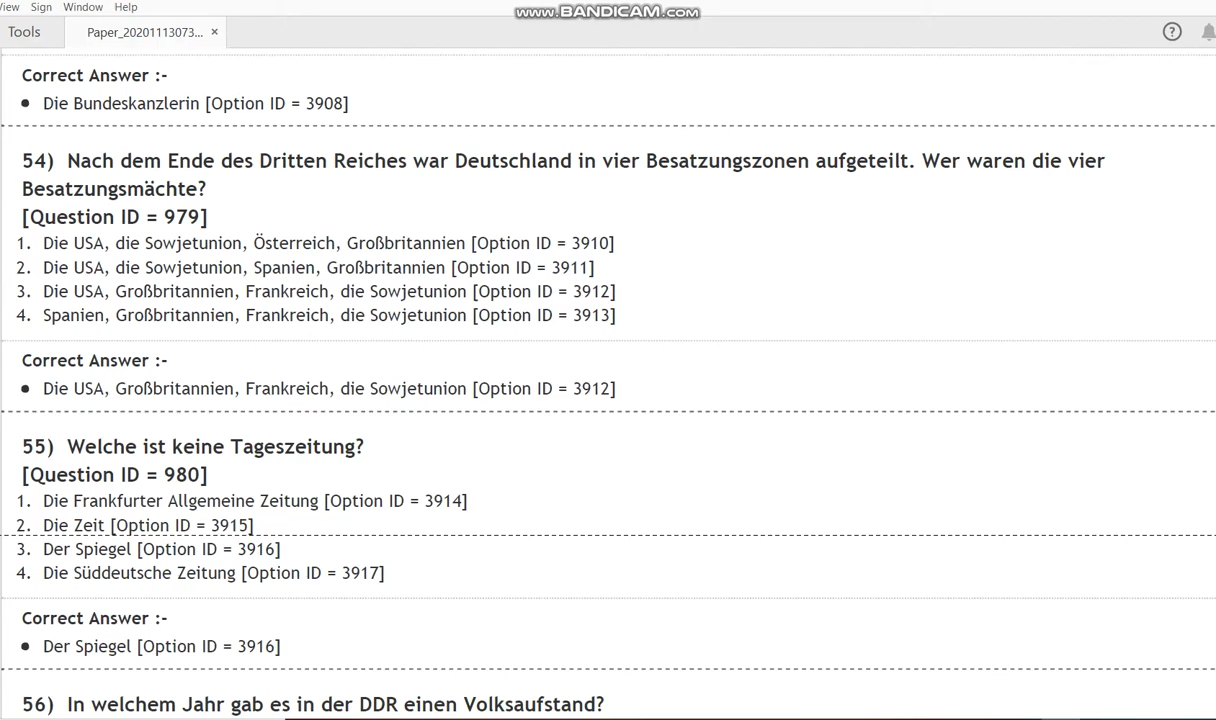 www.BANDICAM.com
View Sign Window Help
Tools Paper_20201113073... ×
?
Correct Answer :-
• Die Bundeskanzlerin [Option ID = 3908]
54) Nach dem Ende des Dritten Reiches war Deutschland in vier Besatzungszonen aufgeteilt. Wer waren die vier
Besatzungsmächte?
[Question ID = 979]
1. Die USA, die Sowjetunion, Österreich, Großbritannien [Option ID = 3910]
2. Die USA, die Sowjetunion, Spanien, Großbritannien [Option ID = 3911]
3. Die USA, Großbritannien, Frankreich, die Sowjetunion [Option ID = 3912]
4. Spanien, Großbritannien, Frankreich, die Sowjetunion [Option ID = 3913]
Correct Answer :-
• Die USA, Großbritannien, Frankreich, die Sowjetunion [Option ID = 3912]
55) Welche ist keine Tageszeitung?
[Question ID = 980]
1. Die Frankfurter Allgemeine Zeitung [Option ID = 3914]
2. Die Zeit [Option ID = 3915]
3. Der Spiegel [Option ID = 3916]
4. Die Süddeutsche Zeitung [Option ID = 3917]
Correct Answer :-
• Der Spiegel [Option ID = 3916]
56) In welchem Jahr gab es in der DDR einen Volksaufstand?